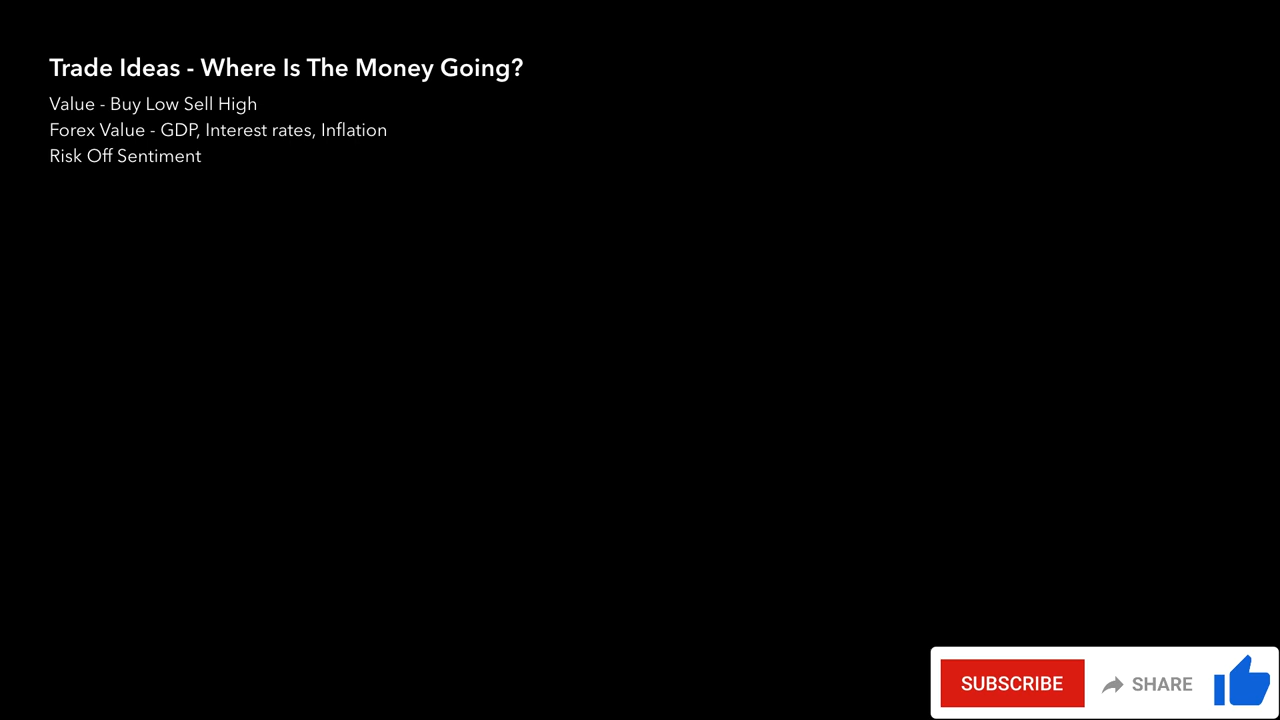 Trade Ideas - Where Is The Money Going?
Value - Buy Low Sell High
Forex Value - GDP, Interest rates, Inflation
Risk Off Sentiment
SUBSCRIBE SHARE